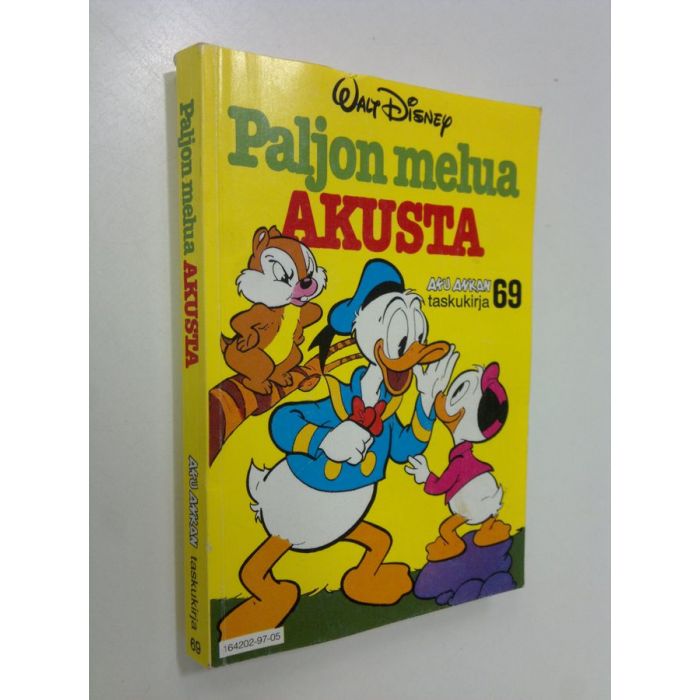 WALT DISNEY
Paljon melua
AKUSTA
AKU ANKAN
taskukirja 69
164202-97-05
Paljon melua AKUSTA
AKU ANKAN taskukirja 69